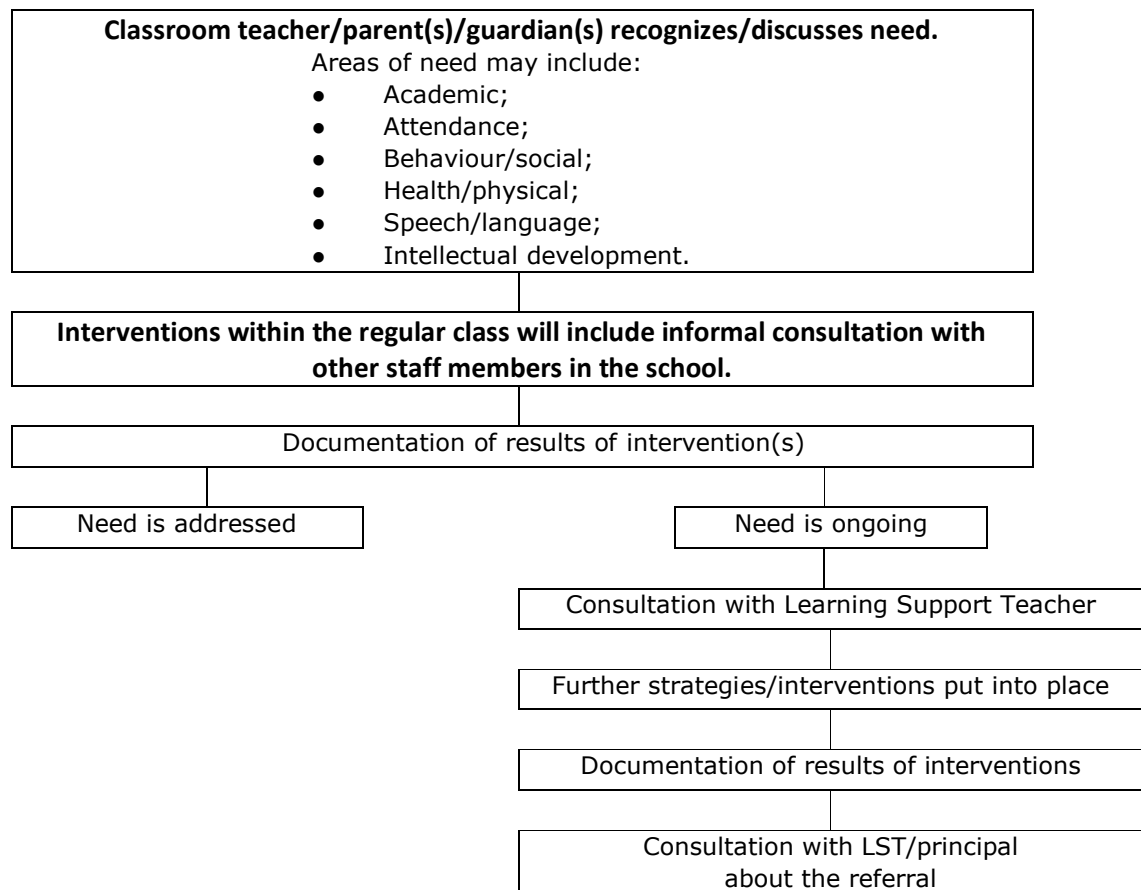 Classroom teacher/parent(s)/guardian(s) recognizes/discusses need.
Areas of need may include:
● Academic;
● Attendance;
● Behaviour/social;
● Health/physical;
● Speech/language;
● Intellectual development.
Interventions within the regular class will include informal consultation with
other staff members in the school.
Documentation of results of intervention(s)
Need is addressed
Need is ongoing
Consultation with Learning Support Teacher
Further strategies/interventions put into place
Documentation of results of interventions
Consultation with LST/principal
about the referral